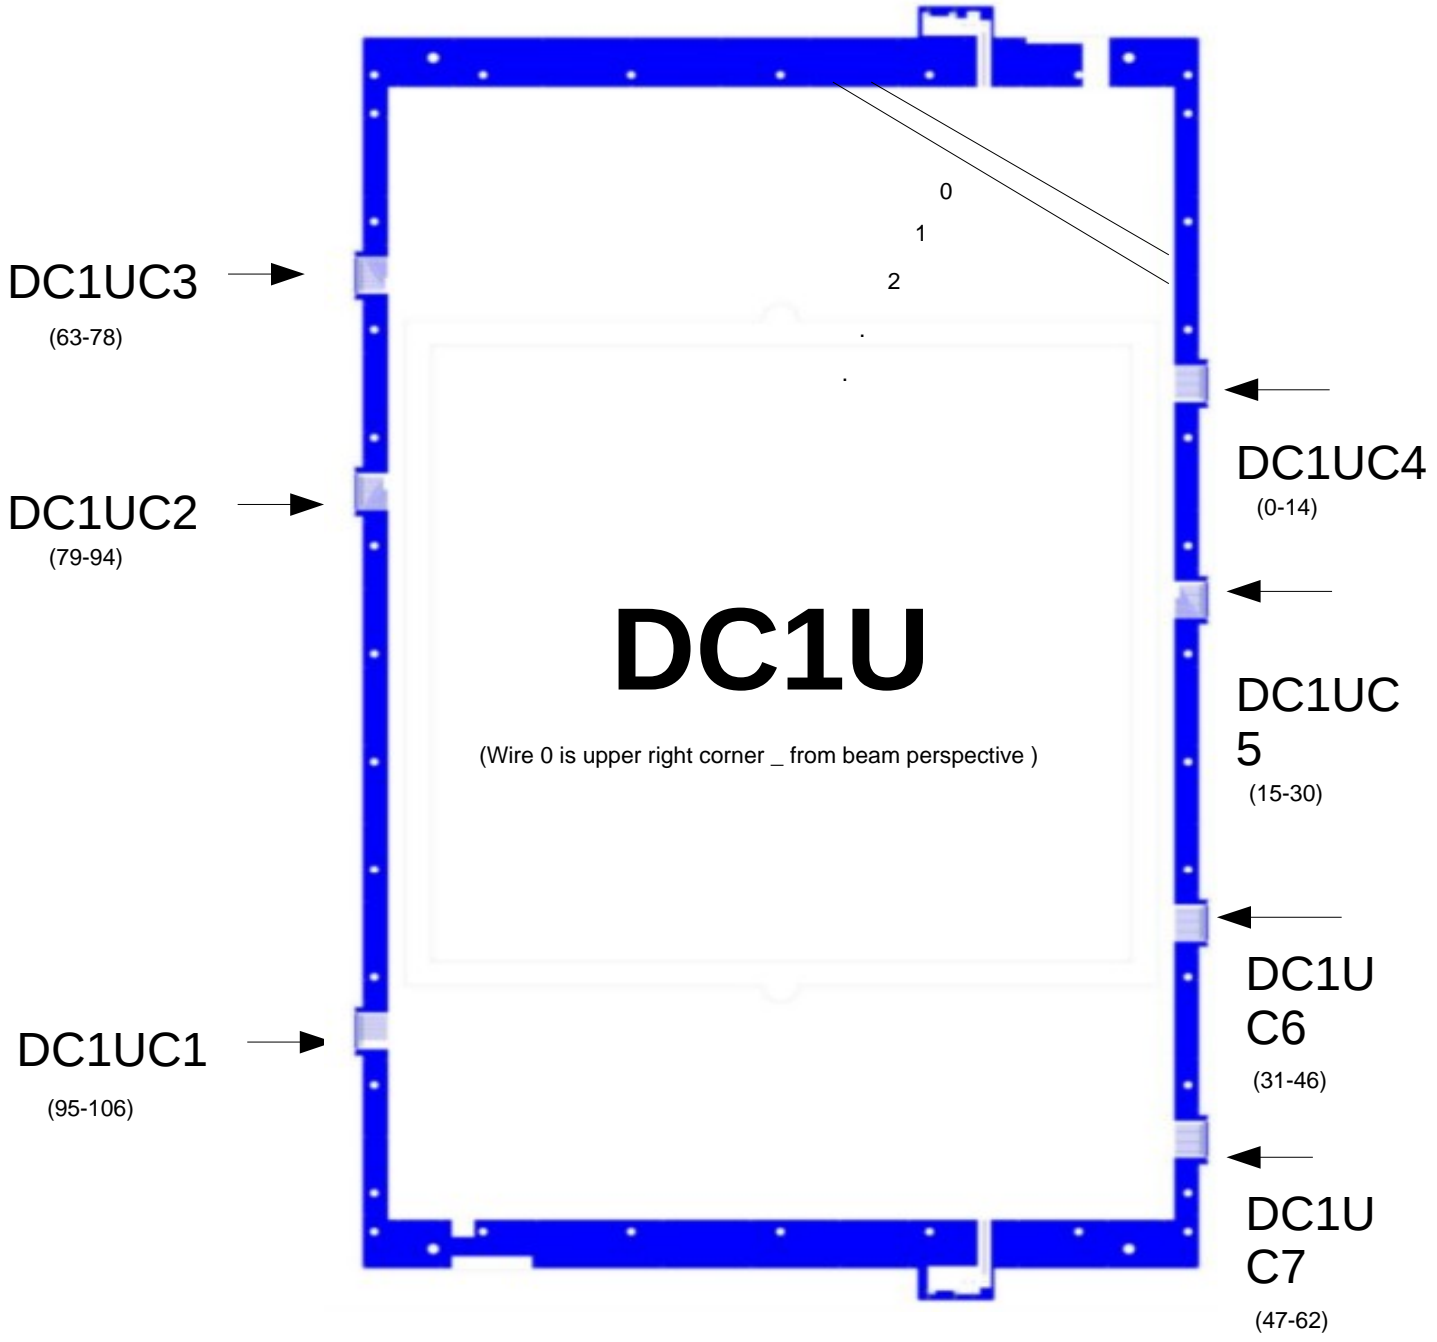 0
1
2
.
.
DC1UC3
(63-78)
DC1UC2
(79-94)
DC1UC1
(95-106)
DC1U
(Wire 0 is upper right corner _ from beam perspective )
DC1UC4
(0-14)
DC1UC
5
(15-30)
DC1U
C6
(31-46)
DC1U
C7
(47-62)